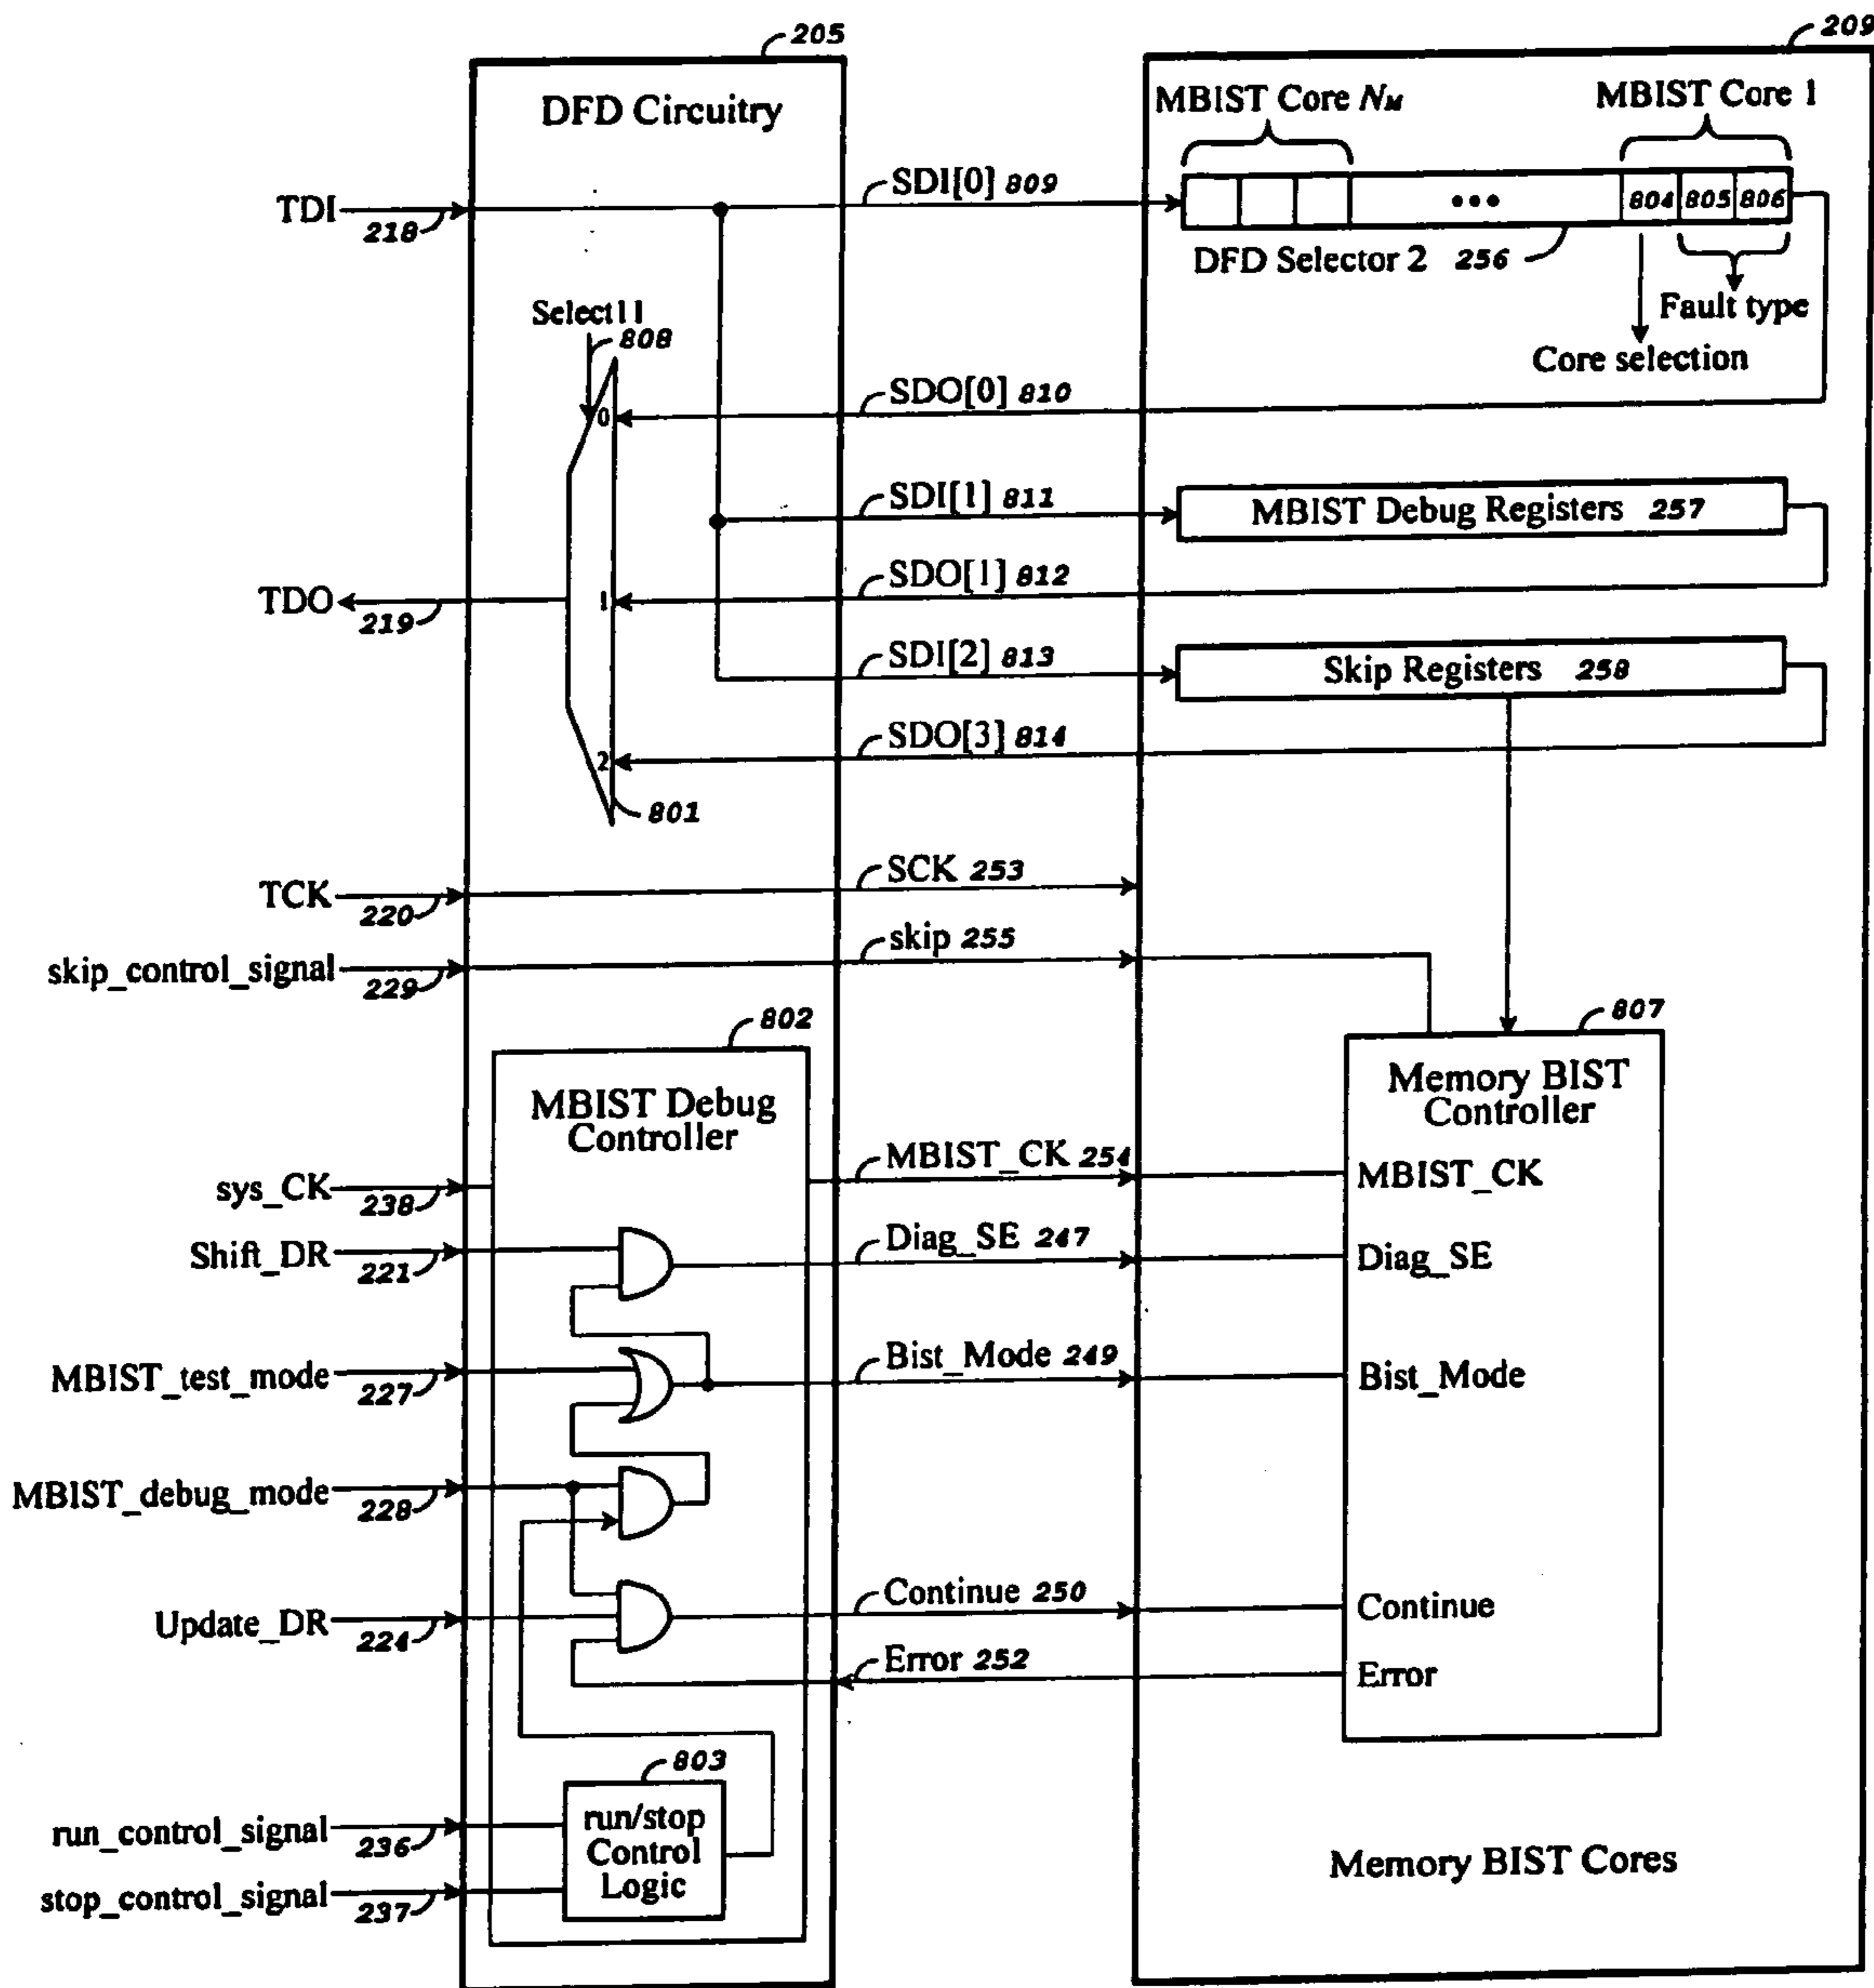 205
209
DFD Circuitry
MBIST Core NM
MBIST Core 1
TDI
218
SDI[0] 809
804 805 806
•••
DFD Selector 2 256
Fault type
Core selection
Select11
808
0
SDO[0] 810
SDI[1] 811
MBIST Debug Registers 257
TDO
219
1
SDO[1] 812
SDI[2] 813
Skip Registers 258
2
SDO[3] 814
801
TCK
220
SCK 253
skip_control_signal
229
skip 255
802
807
MBIST Debug
Controller
Memory BIST
Controller
sys_CK
238
MBIST_CK 254
MBIST_CK
Shift_DR
221
Diag_SE 247
Diag_SE
MBIST_test_mode
227
Bist_Mode 249
Bist_Mode
MBIST_debug_mode
228
Update_DR
224
Continue 250
Continue
Error 252
Error
803
run/stop
Control
Logic
run_control_signal
236
stop_control_signal
237
Memory BIST Cores